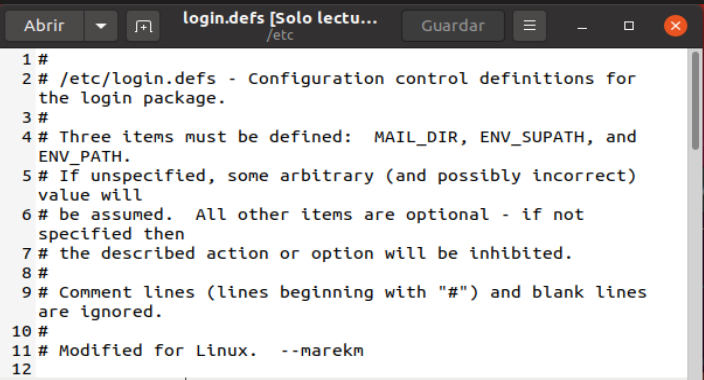 Abrir
login.defs [Solo lectu...
/etc
Guardar
1 #
2 # /etc/login.defs - Configuration control definitions for
the login package.
3 #
4 # Three items must be defined:  MAIL_DIR, ENV_SUPATH, and
ENV_PATH.
5 # If unspecified, some arbitrary (and possibly incorrect)
value will
6 # be assumed.  All other items are optional - if not
specified then
7 # the described action or option will be inhibited.
8 #
9 # Comment lines (lines beginning with "#") and blank lines
are ignored.
10 #
11 # Modified for Linux.  --marekm
12